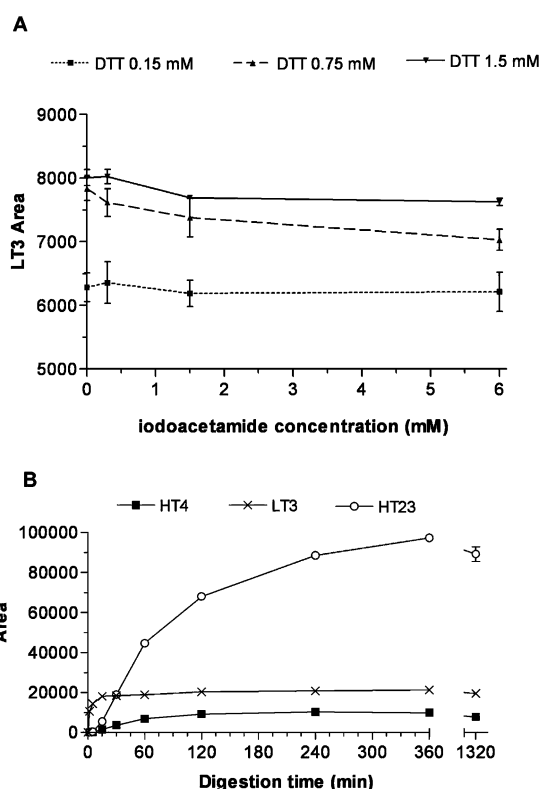 A
DTT 0.15 mM DTT 0.75 mM DTT 1.5 mM
9000
8000
7000
6000
5000
LT3 Area
0 1 2 3 4 5 6
iodoacetamide concentration (mM)
B
HT4 LT3 HT23
100000
80000
60000
40000
20000
0
Area
0 60 120 180 240 300 360 1320
Digestion time (min)